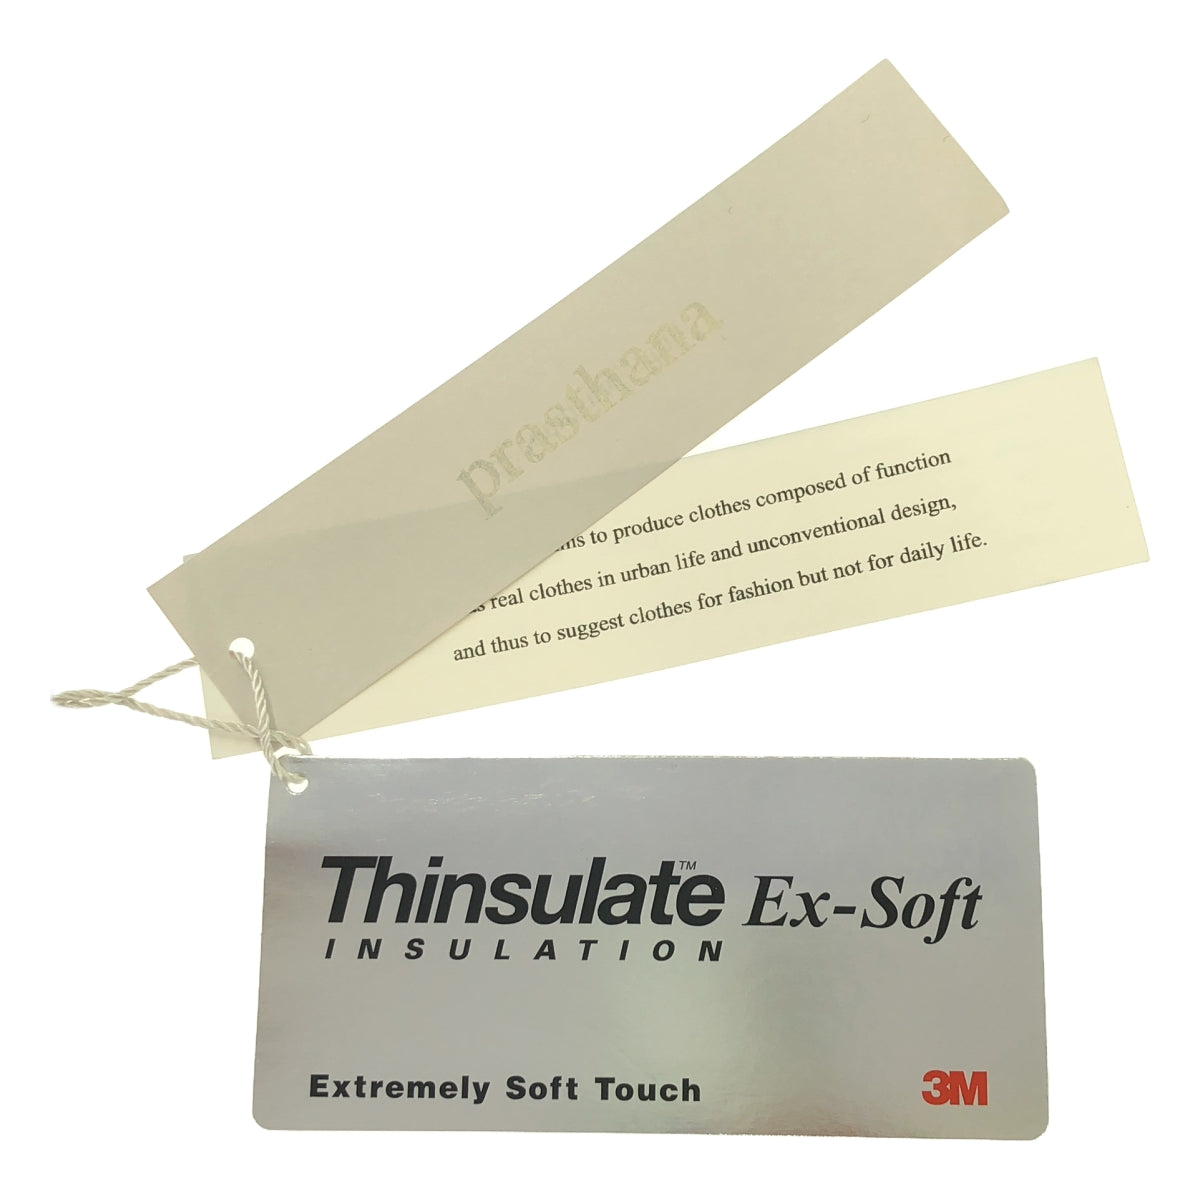 prasthana
to produce clothes composed of function
real clothes in urban life and unconventional design,
and thus to suggest clothes for fashion but not for daily life.
Thinsulate™ Ex-Soft
INSULATION
Extremely Soft Touch
3M